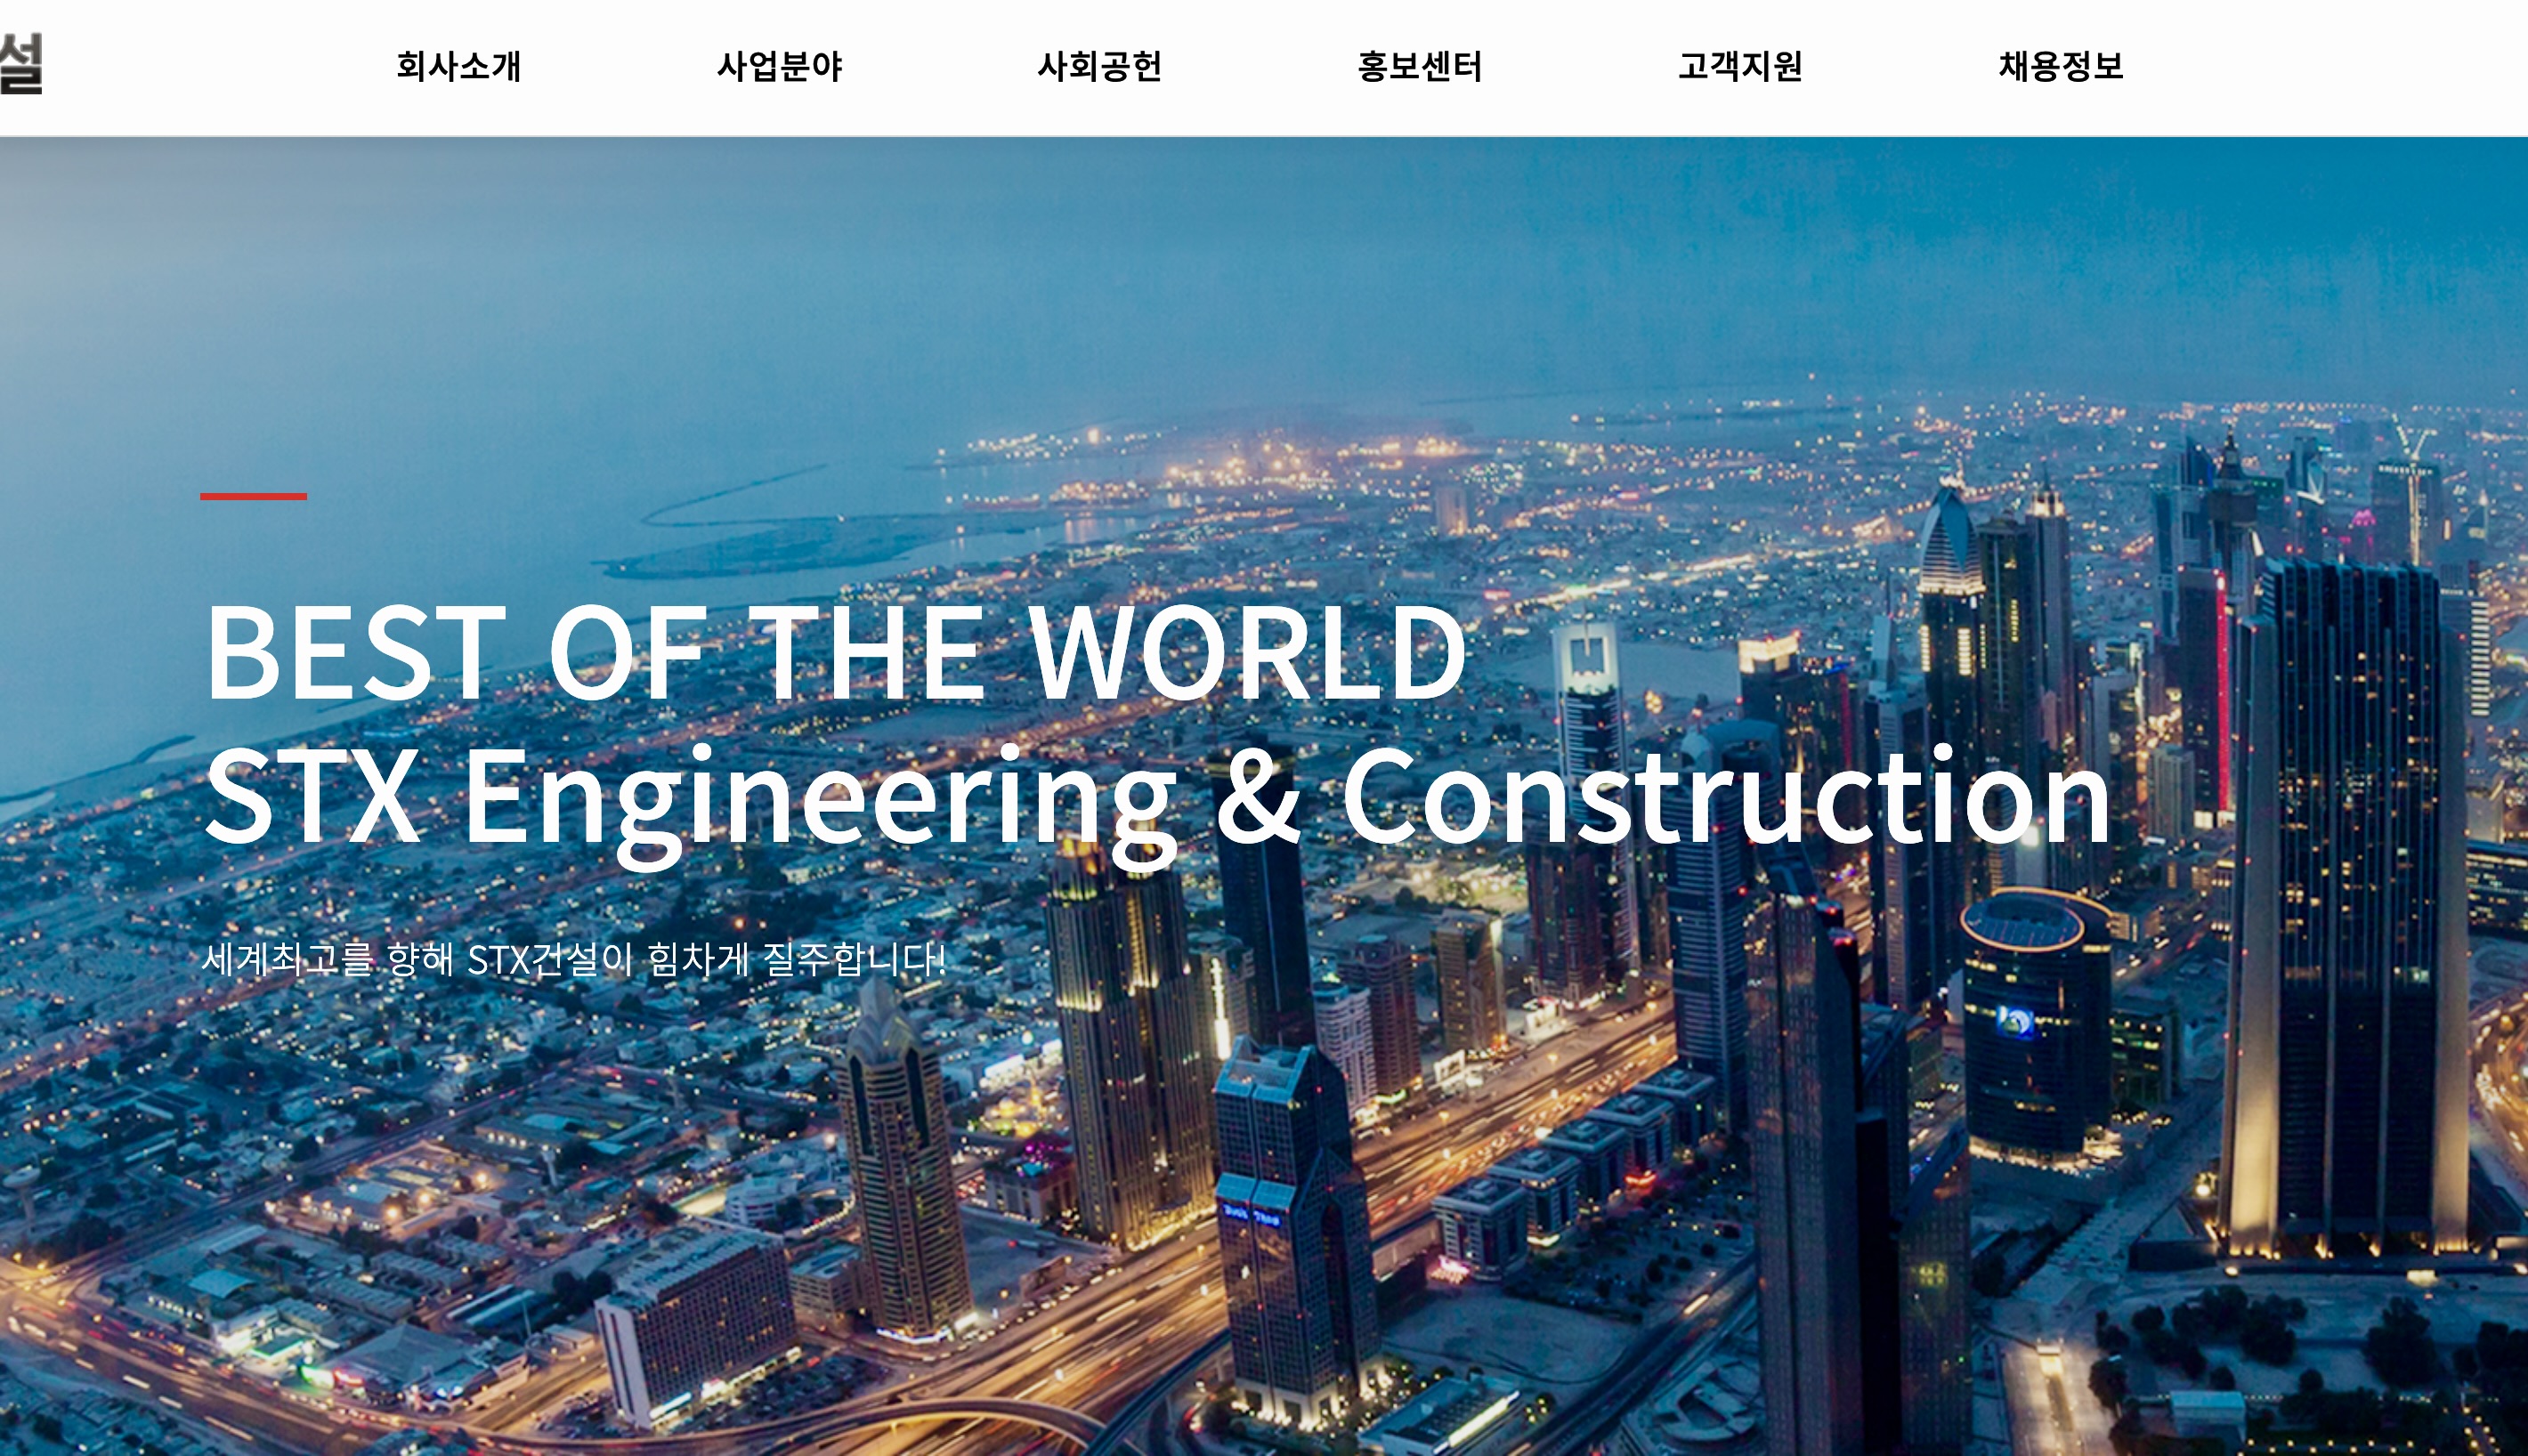 설
회사소개 사업분야 사회공헌 홍보센터 고객지원 채용정보
BEST OF THE WORLD
STX Engineering & Construction
세계최고를 향해 STX건설이 힘차게 질주합니다!